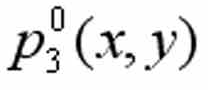 $p_3^0(x, y)$